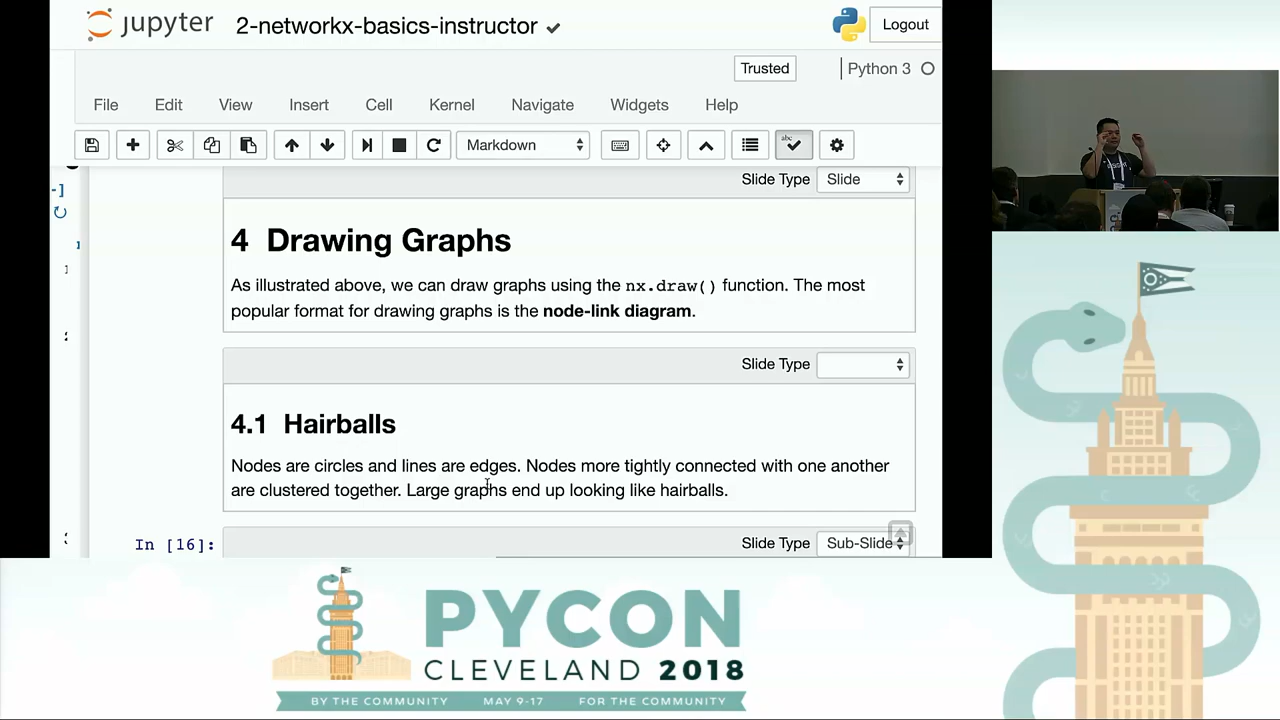 jupyter
2-networkx-basics-instructor
Logout
Trusted
Python 3
File Edit View Insert Cell Kernel Navigate Widgets Help
Markdown
abc
Slide Type Slide
4 Drawing Graphs
As illustrated above, we can draw graphs using the nx.draw() function. The most
popular format for drawing graphs is the node-link diagram.
Slide Type
4.1 Hairballs
Nodes are circles and lines are edges. Nodes more tightly connected with one another
are clustered together. Large graphs end up looking like hairballs.
In [16]:
Slide Type Sub-Slide
PYCON
CLEVELAND 2018
BY THE COMMUNITY MAY 9-17 FOR THE COMMUNITY